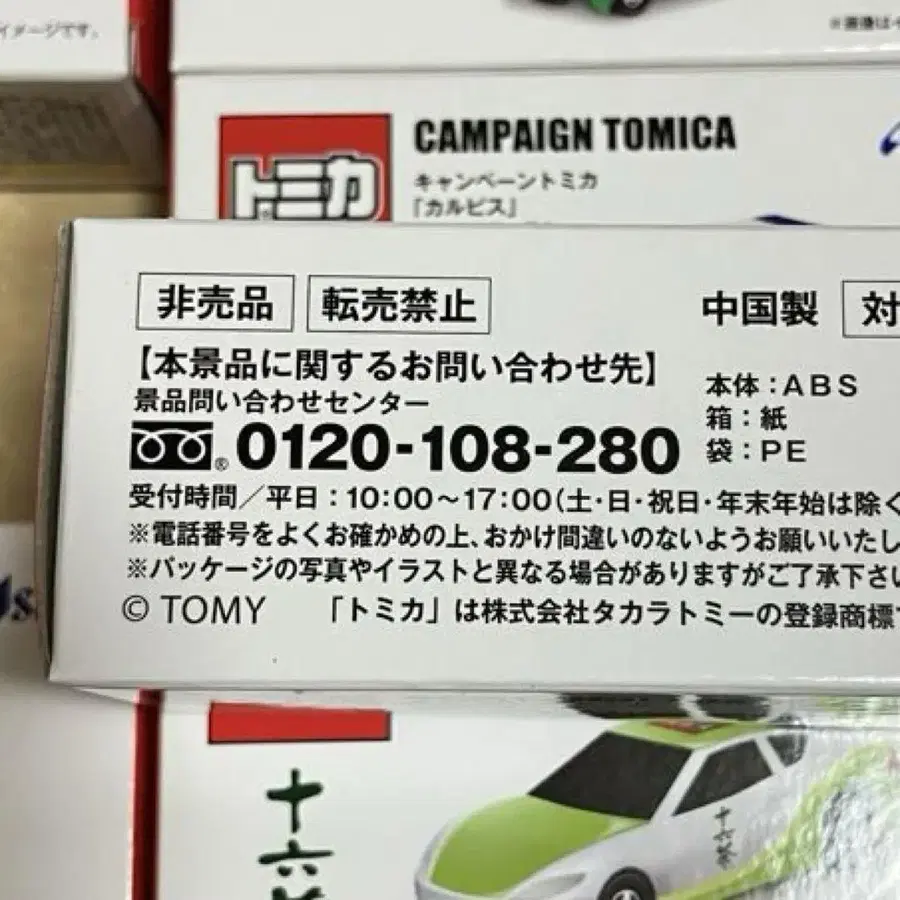 イメージです。
※画像は
CAMPAIGN TOMICA
トミカ
キャンペーントミカ
「カルピス」
非売品 転売禁止 中国製 対
【本景品に関するお問い合わせ先】
景品問い合わせセンター
0120-108-280
本体：ABS
箱：紙
袋：PE
受付時間／平日：10:00〜17:00（土・日・祝日・年末年始は除く
※電話番号をよくお確かめの上、おかけ間違いのないようお願いいたし
※パッケージの写真やイラストと異なる場合がありますがご了承下さい
© TOMY 「トミカ」は株式会社タカラトミーの登録商標で
十六茶
十六茶